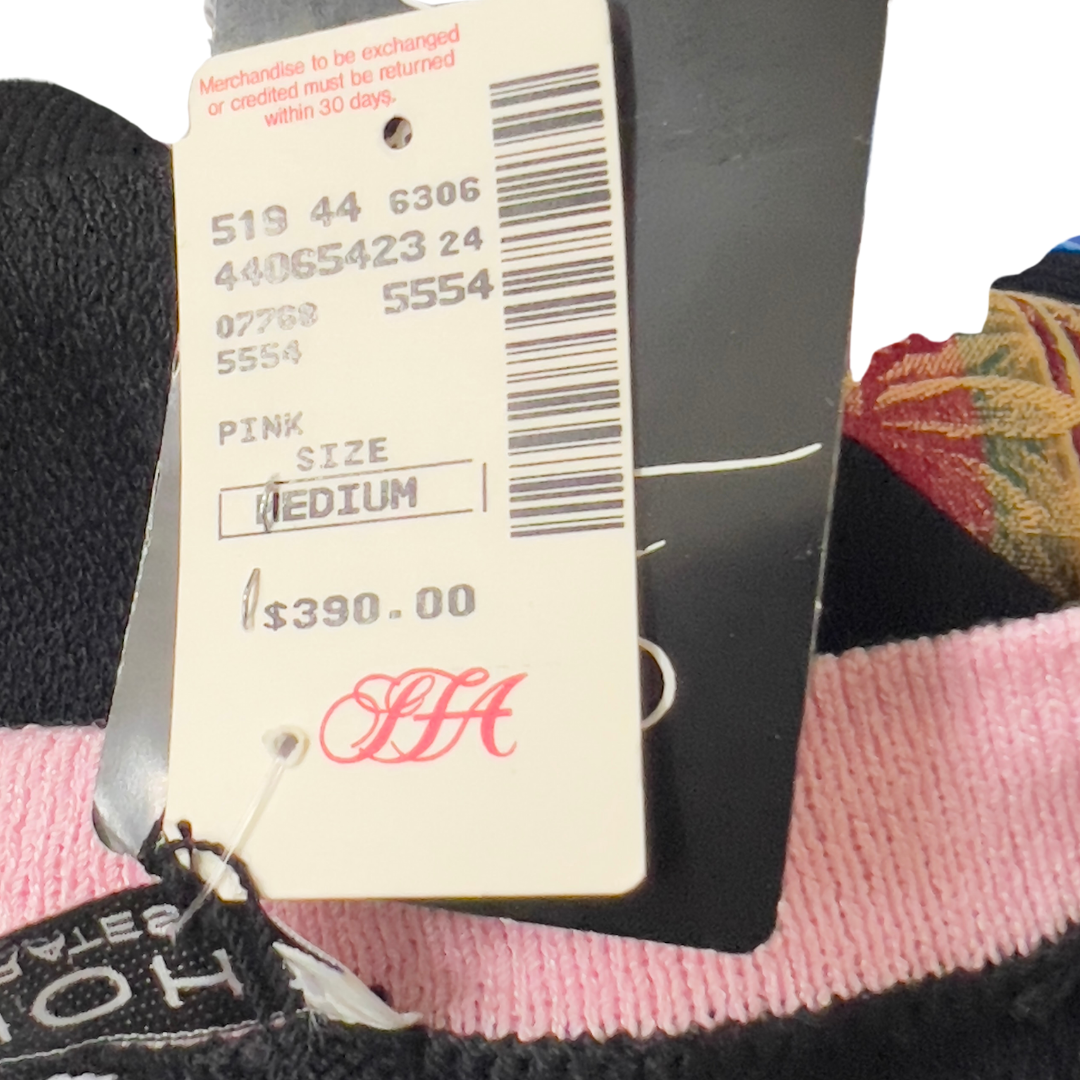 Merchandise to be exchanged
or credited must be returned
within 30 days.
519 44 6306
44065423 24
07768 5554
5554
PINK
SIZE
MEDIUM
$390.00
SFA